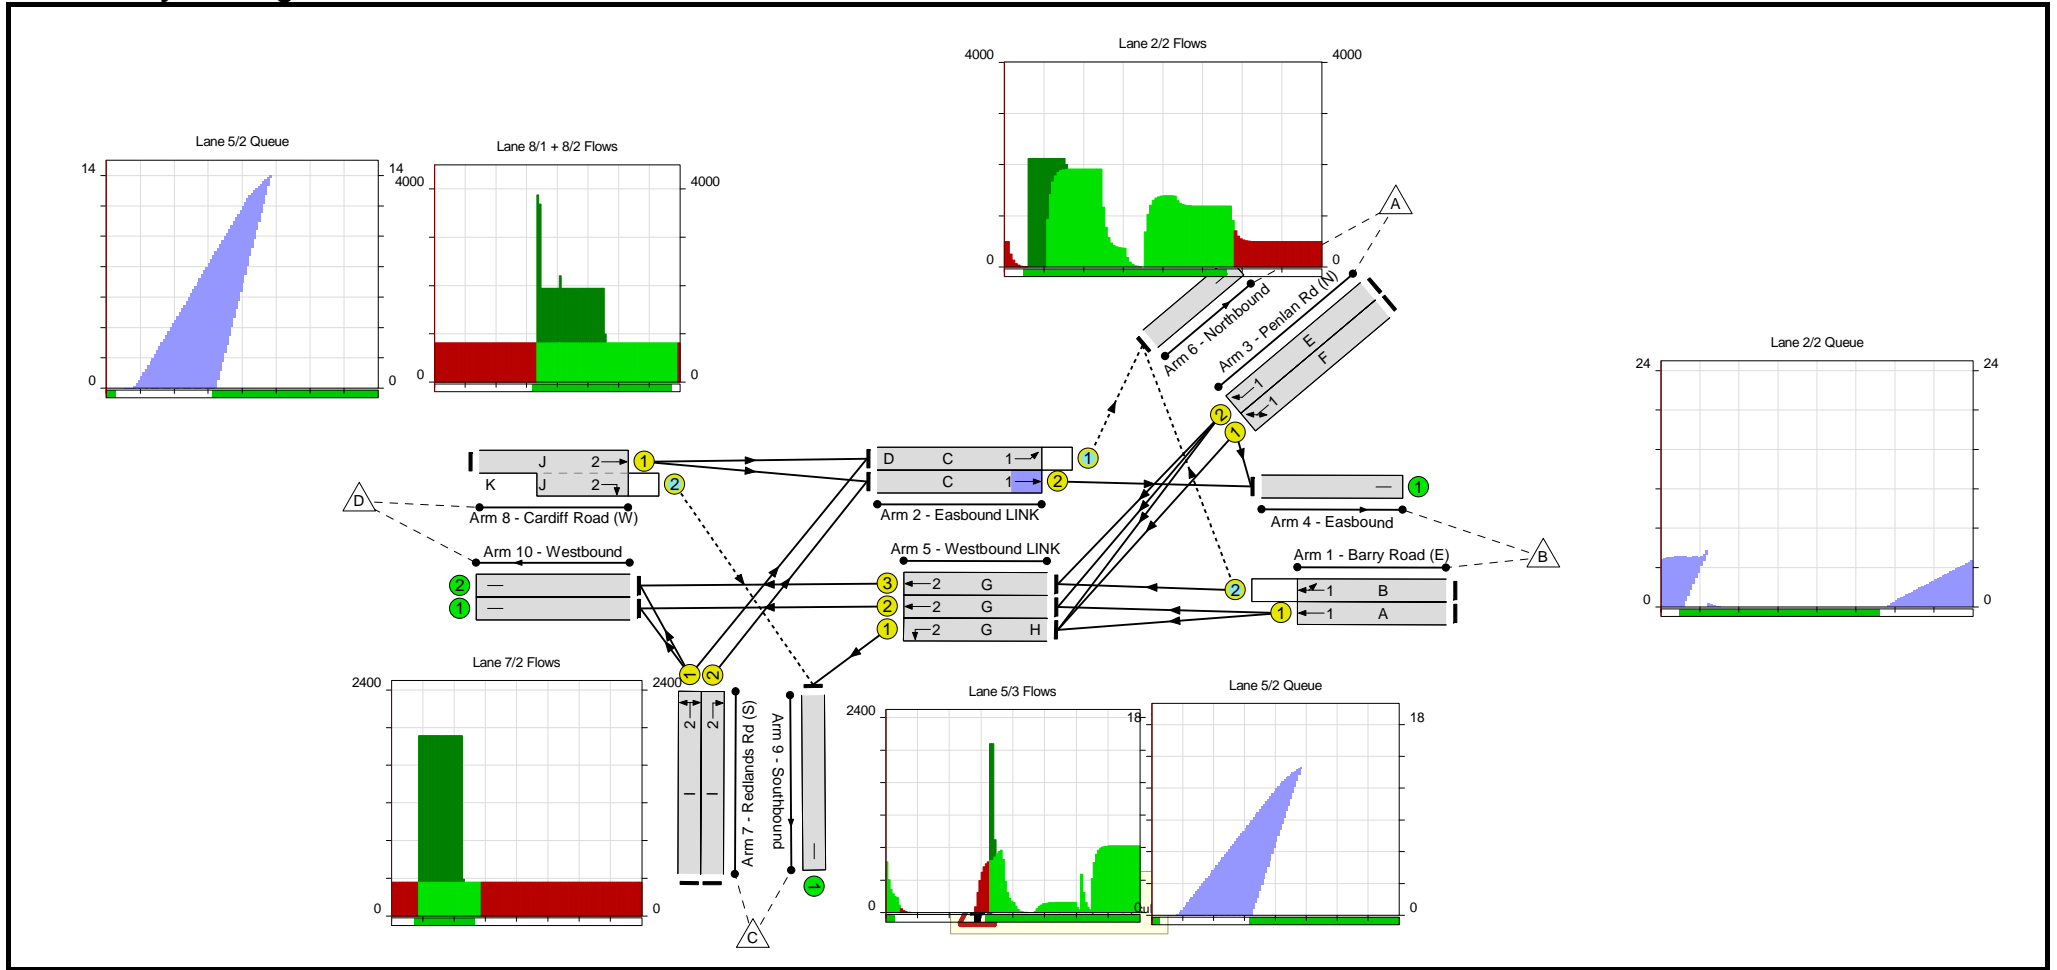 Lane 2/2 Flows
4000
4000
0
0
Lane 5/2 Queue
14
14
0
0
Lane 8/1 + 8/2 Flows
4000
4000
0
0
A
Arm 6 - Northbound
Arm 3 - Penlan Rd (N)
E
F
1
1
2
1
Lane 2/2 Queue
24
24
0
0
J
2
1
K
J
2
2
D
Arm 8 - Cardiff Road (W)
D
C
1
1
C
1
2
Arm 2 - Easbound LINK
1
Arm 4 - Easbound
B
Arm 10 - Westbound
2
1
Arm 5 - Westbound LINK
3
2
G
2
2
G
1
2
G
H
Arm 1 - Barry Road (E)
2
1
B
1
1
A
Lane 7/2 Flows
2400
2400
0
0
1
2
2
2
Arm 7 - Redlands Rd (S)
Arm 9 - Southbound
1
C
Lane 5/3 Flows
2400
0
0
Lane 5/2 Queue
18
18
0